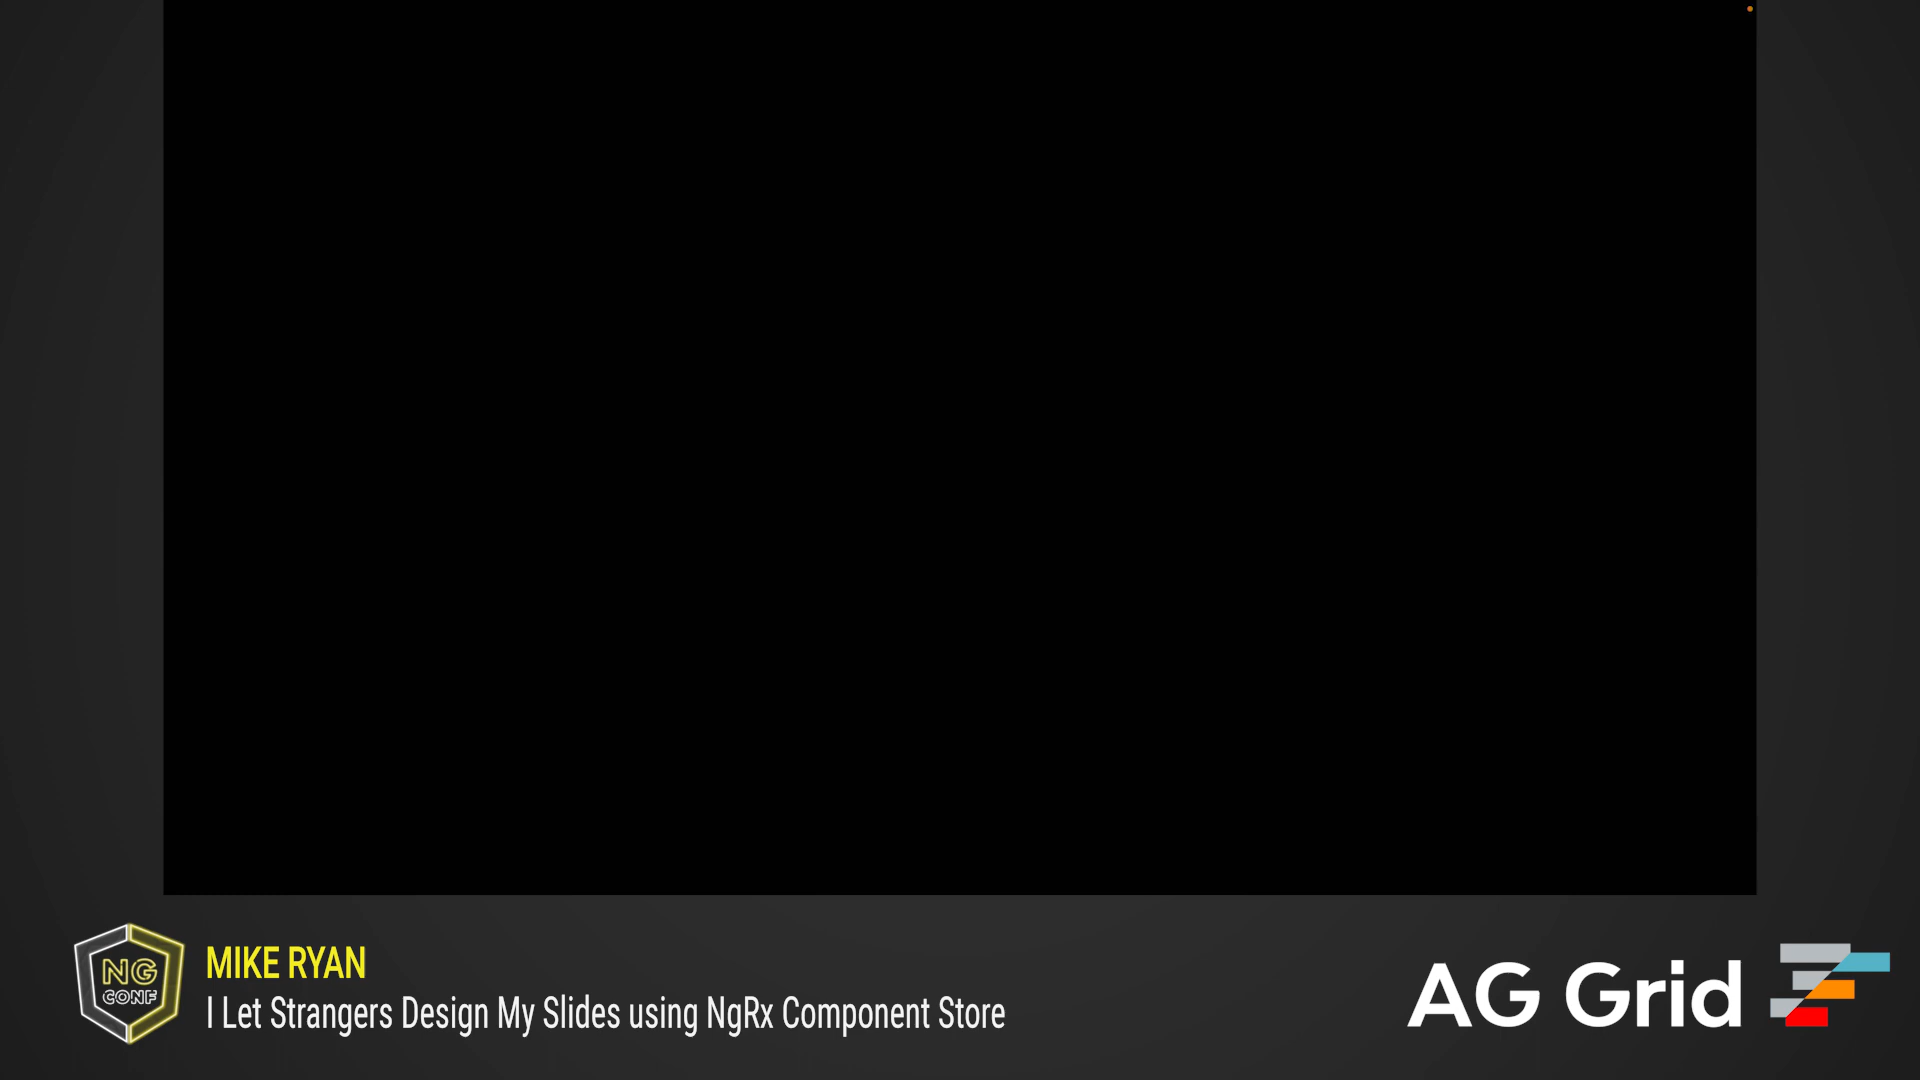 NG
CONF
MIKE RYAN
I Let Strangers Design My Slides using NgRx Component Store
AG Grid